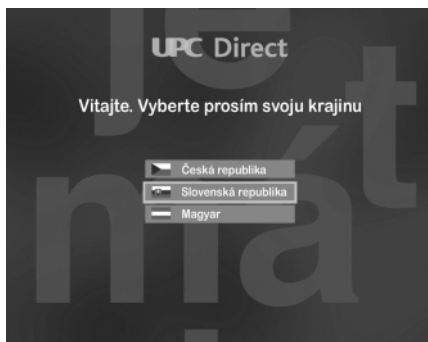 UPC Direct
Vitajte. Vyberte prosím svoju krajinu
Česká republika
Slovenská republika
Magyar